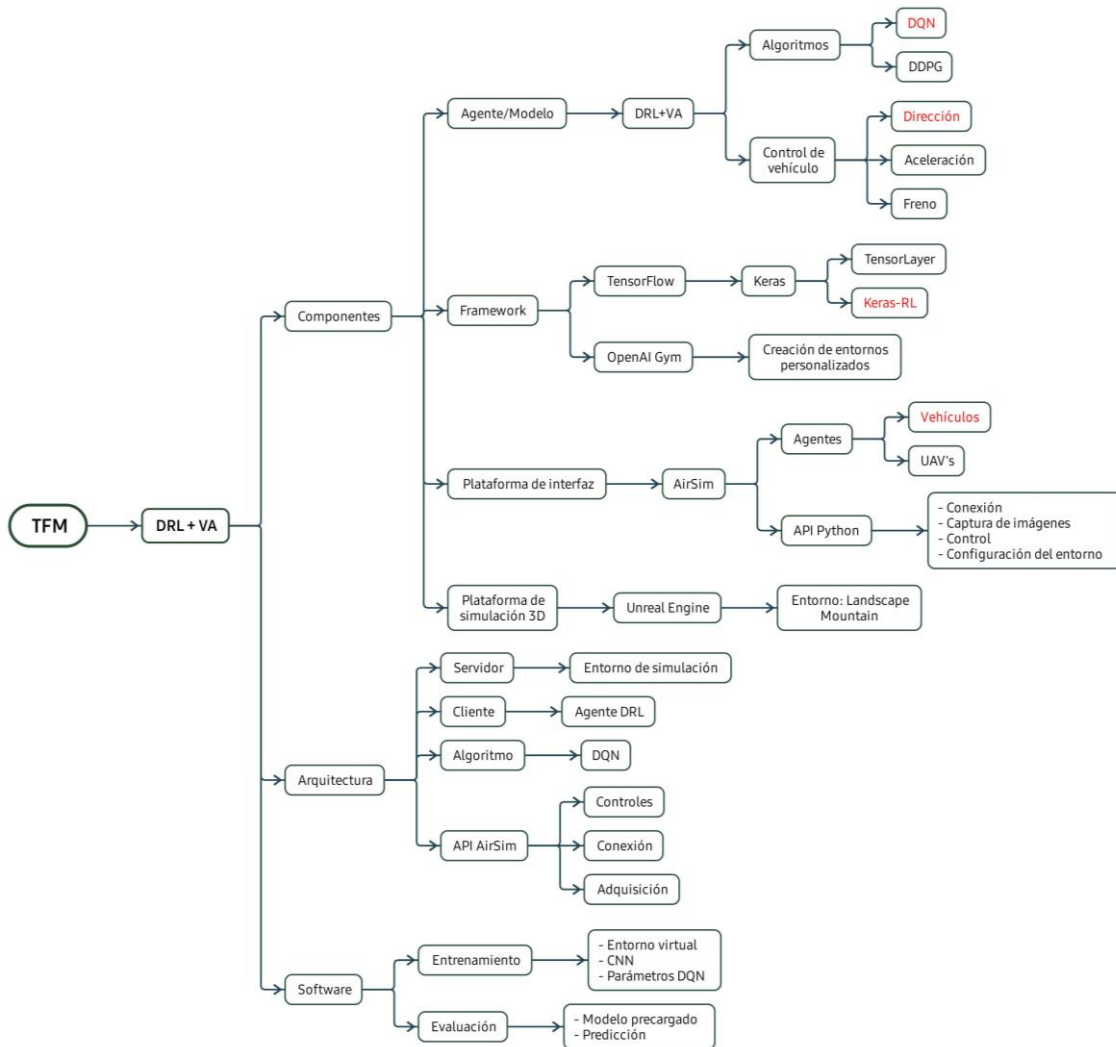 TFM
DRL + VA
Componentes
Agente/Modelo
DRL+VA
Algoritmos
DQN
DDPG
Control de
vehículo
Dirección
Aceleración
Freno
Framework
TensorFlow
Keras
TensorLayer
Keras-RL
OpenAI Gym
Creación de entornos
personalizados
Plataforma de interfaz
AirSim
Agentes
Vehículos
UAV's
API Python
- Conexión
- Captura de imágenes
- Control
- Configuración del entorno
Plataforma de
simulación 3D
Unreal Engine
Entorno: Landscape
Mountain
Arquitectura
Servidor
Entorno de simulación
Cliente
Agente DRL
Algoritmo
DQN
API AirSim
Controles
Conexión
Adquisición
Software
Entrenamiento
- Entorno virtual
- CNN
- Parámetros DQN
Evaluación
- Modelo precargado
- Predicción